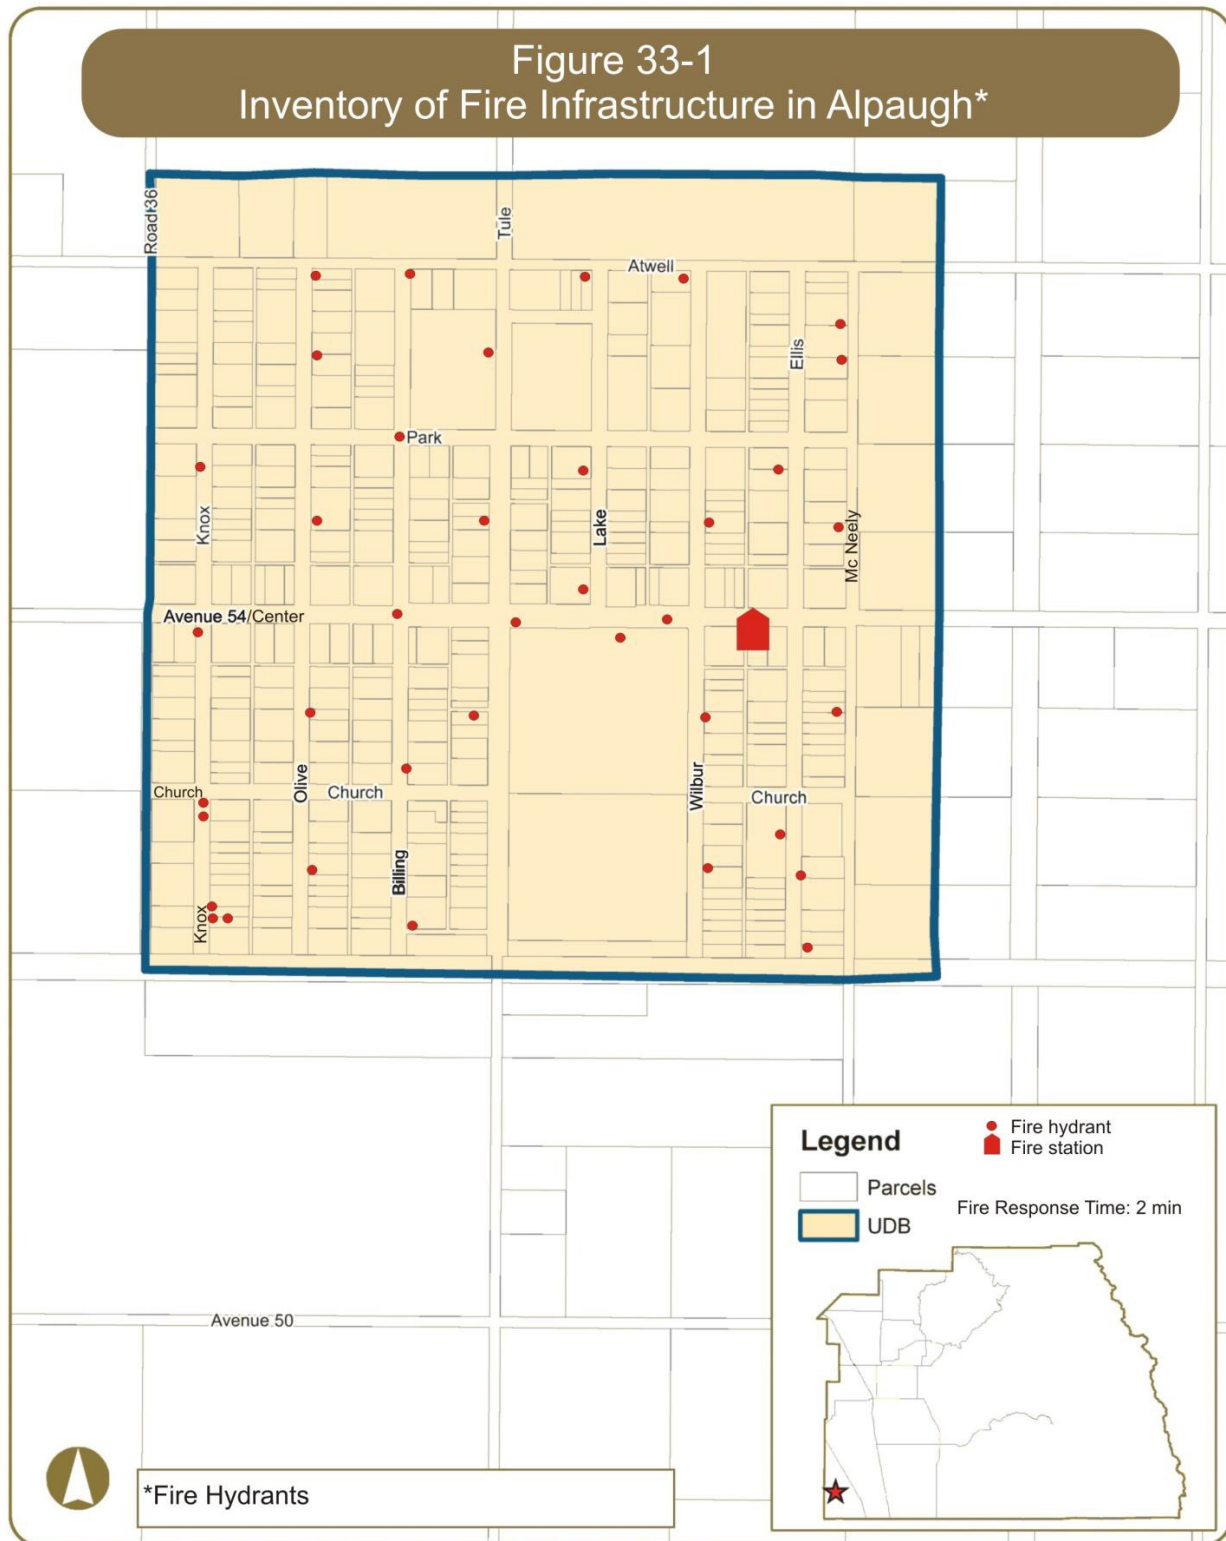 Figure 33-1
Inventory of Fire Infrastructure in Alpaugh*
Road 36
Tule
Atwell
Ellis
Park
Knox
Lake
Mc Neely
Avenue 54/Center
Olive
Wilbur
Church
Church
Church
Billing
Knox
Legend
Fire hydrant
Fire station
Parcels
Fire Response Time: 2 min
UDB
Avenue 50
*Fire Hydrants